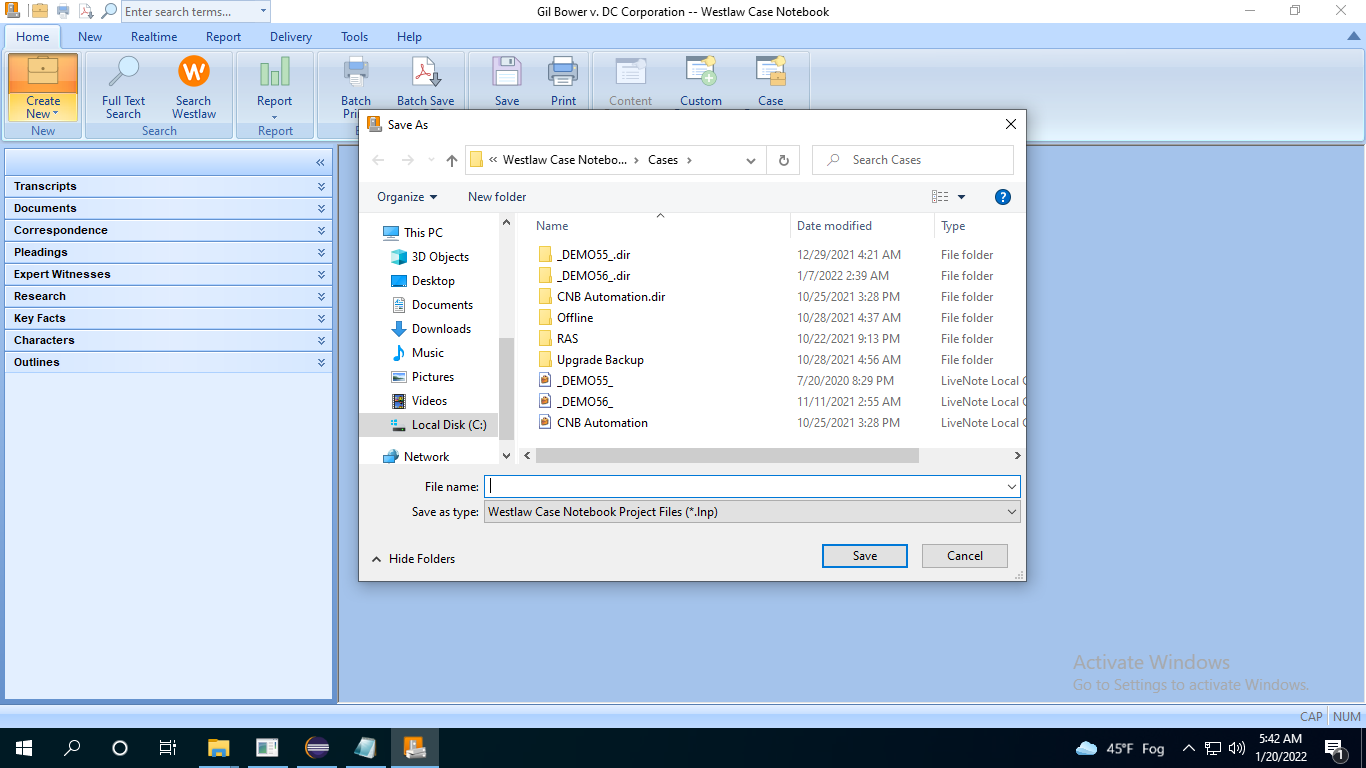 Enter search terms...
Gil Bower v. DC Corporation -- Westlaw Case Notebook
Home New Realtime Report Delivery Tools Help
Create New
Full Text Search
Search Westlaw
Report
Batch
Batch Save
Save
Print
Content
Custom
Case
New
Search
Report
Save As
Westlaw Case Notebo... Cases
Search Cases
Organize
New folder
This PC
3D Objects
Desktop
Documents
Downloads
Music
Pictures
Videos
Local Disk (C:)
Network
Name Date modified Type
_DEMO55_.dir 12/29/2021 4:21 AM File folder
_DEMO56_.dir 1/7/2022 2:39 AM File folder
CNB Automation.dir 10/25/2021 3:28 PM File folder
Offline 10/28/2021 4:37 AM File folder
RAS 10/22/2021 9:13 PM File folder
Upgrade Backup 10/28/2021 4:56 AM File folder
_DEMO55_ 7/20/2020 8:29 PM LiveNote Local
_DEMO56_ 11/11/2021 2:55 AM LiveNote Local
CNB Automation 10/25/2021 3:28 PM LiveNote Local
File name:
Save as type: Westlaw Case Notebook Project Files (*.lnp)
Hide Folders
Save
Cancel
Transcripts
Documents
Correspondence
Pleadings
Expert Witnesses
Research
Key Facts
Characters
Outlines
Activate Windows
Go to Settings to activate Windows.
CAP NUM
45°F Fog
5:42 AM
1/20/2022
1